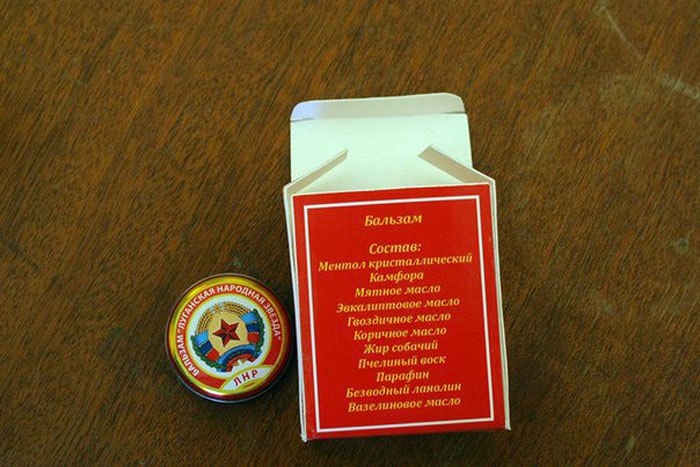 Бальзам
Состав:
Ментол кристаллический
Камфора
Мятное масло
Эвкалиптовое масло
Гвоздичное масло
Коричное масло
Жир собачий
Пчелиный воск
Парафин
Безводный ланолин
Вазелиновое масло
БАЛЬЗАМ "ЛУГАНСКАЯ НАРОДНАЯ ЗВЕЗДА"
ЛНР